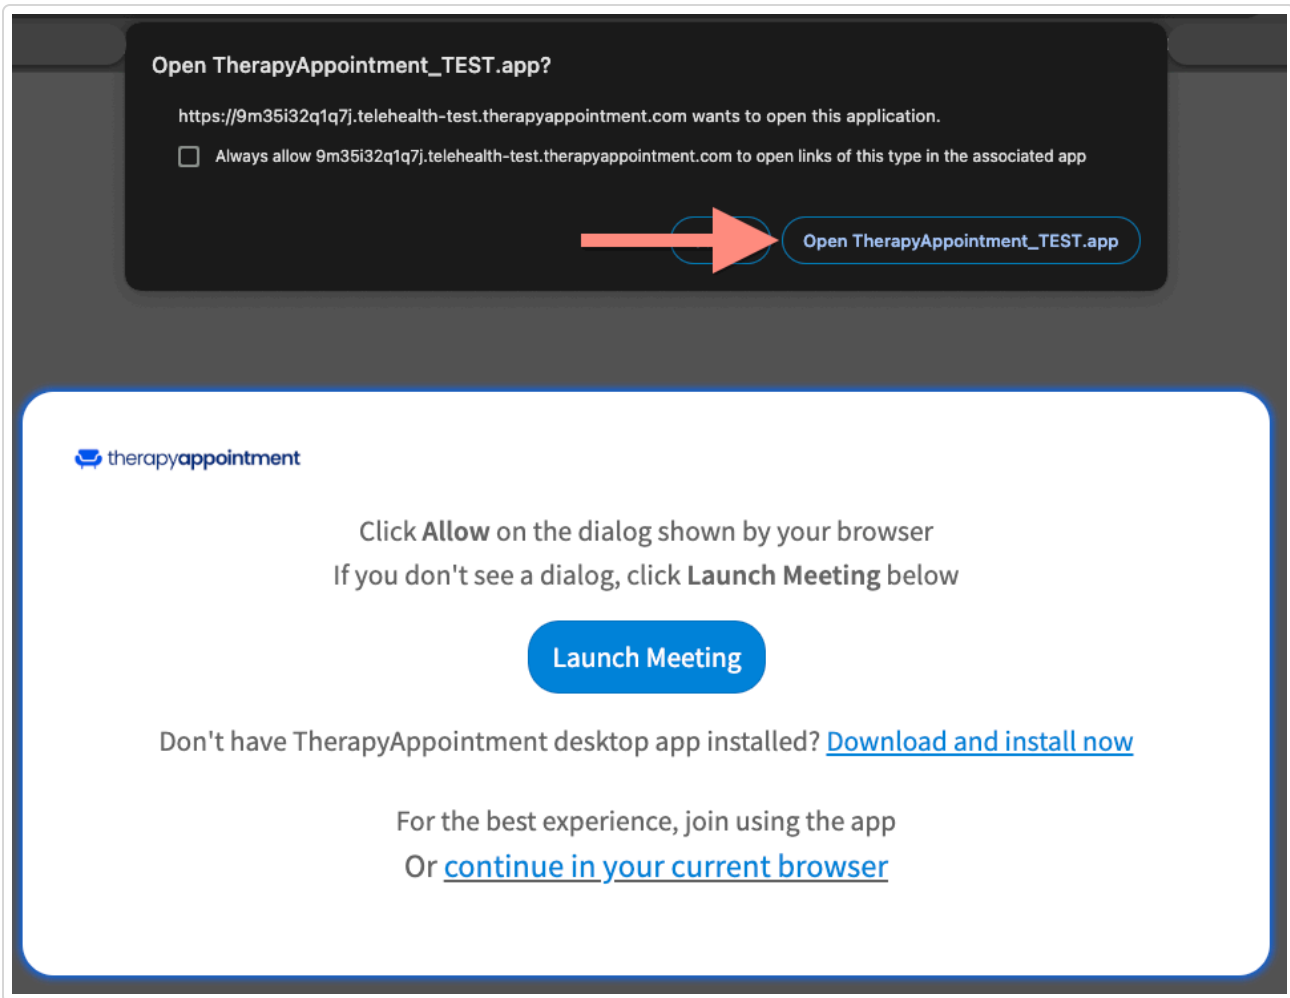 Open TherapyAppointment_TEST.app?
https://9m35i32q1q7j.telehealth-test.therapyappointment.com wants to open this application.
Always allow 9m35i32q1q7j.telehealth-test.therapyappointment.com to open links of this type in the associated app
Open TherapyAppointment_TEST.app
therapyappointment
Click Allow on the dialog shown by your browser
If you don't see a dialog, click Launch Meeting below
Launch Meeting
Don't have TherapyAppointment desktop app installed? Download and install now
For the best experience, join using the app
Or continue in your current browser